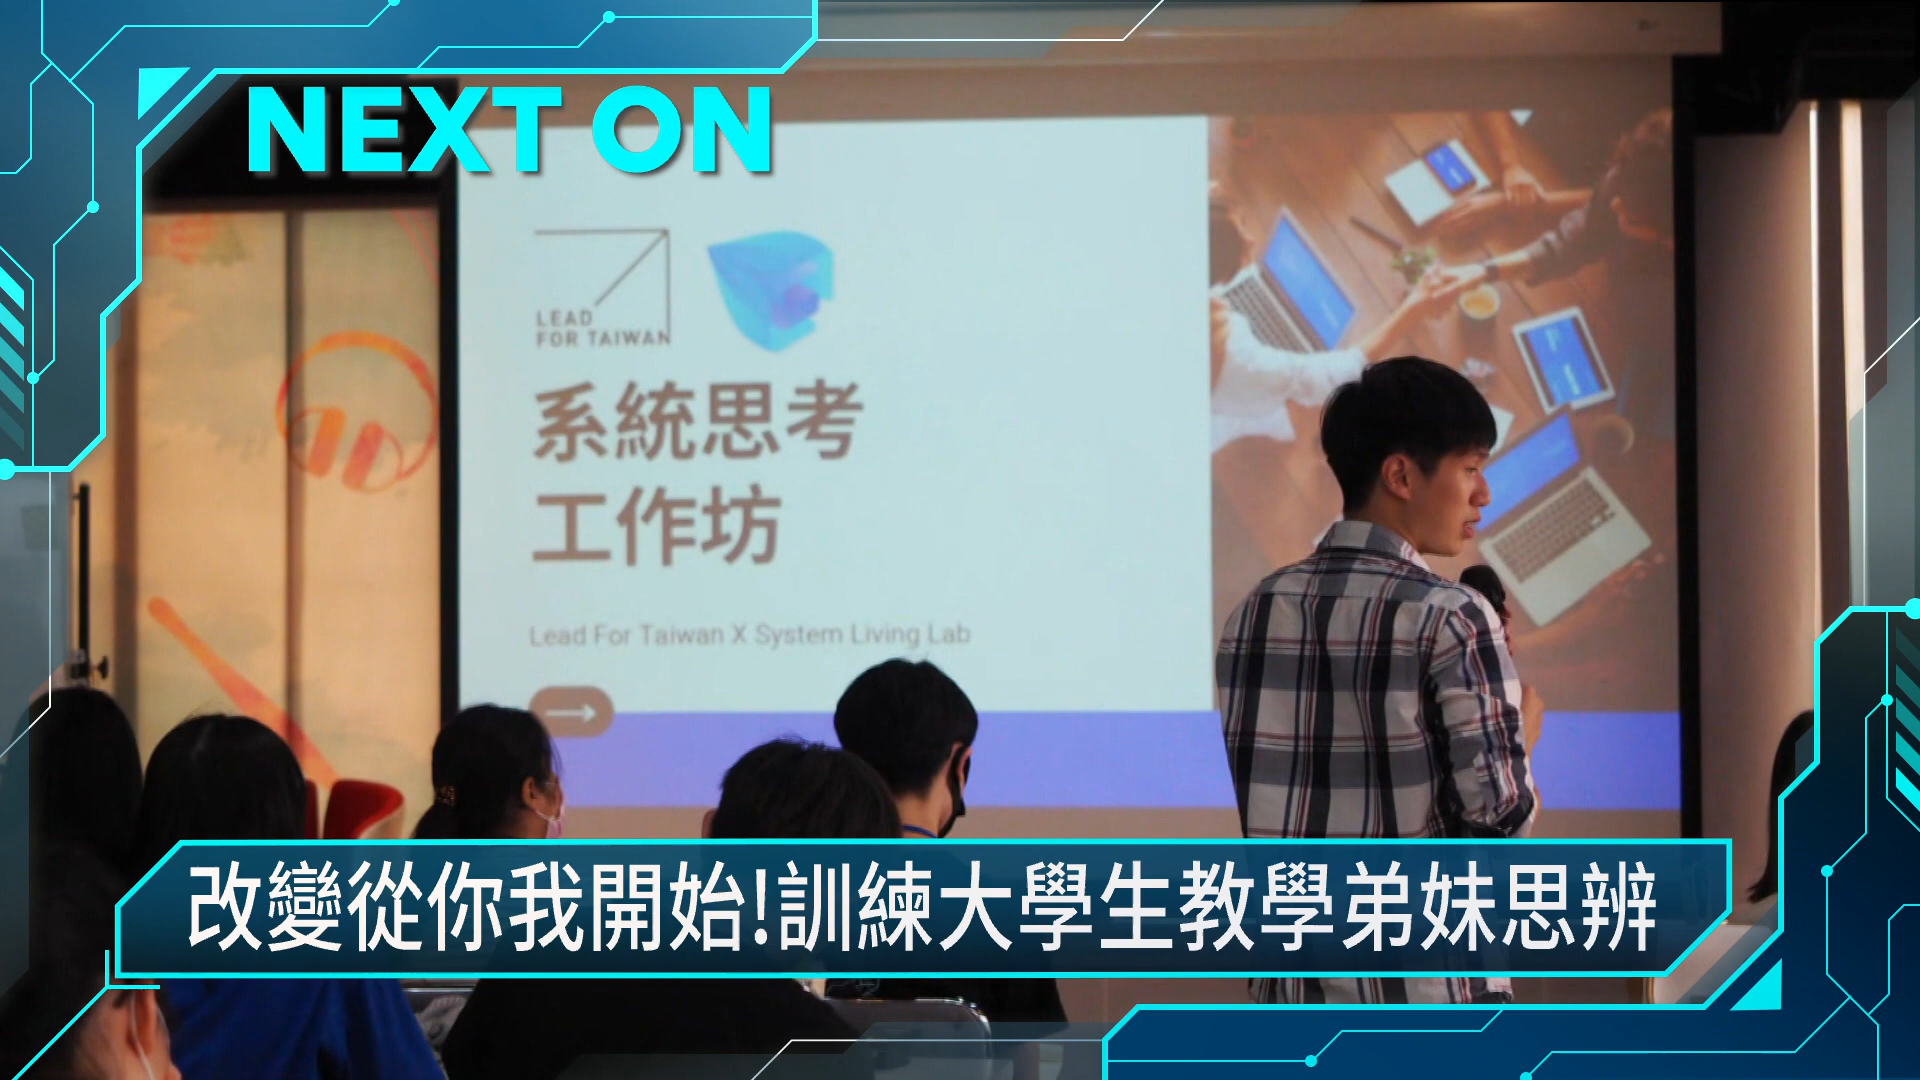 NEXT ON
LEAD
FOR TAIWAN
系統思考
工作坊
Lead For Taiwan X System Living Lab
改變從你我開始!訓練大學生教學弟妹思辨